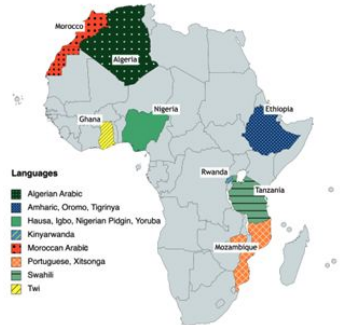 Morocco
Algeria
Nigeria
Ghana
Ethiopia
Rwanda
Tanzania
Mozambique
Languages
Algerian Arabic
Amharic, Oromo, Tigrinya
Hausa, Igbo, Nigerian Pidgin, Yoruba
Kinyarwanda
Moroccan Arabic
Portuguese, Xitsonga
Swahili
Twi